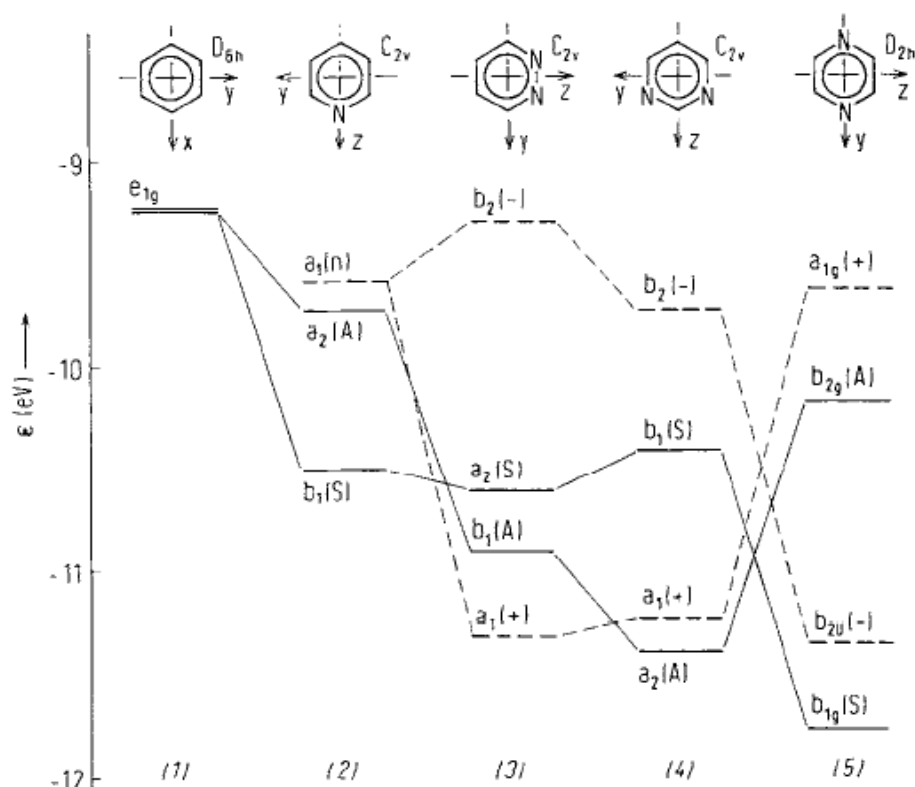 D6h C2v C2v C2v D2h
N N N N N N
y y z y z
x z y z y
-9
e1g b2(-)
a1(n) a1g(+)
a2(A) b2(-)
-10
b2g(A)
b1(S)
b1(S) a2(S)
b1(A)
ε (eV)
-11
a1(+) a1(+)
b2u(-)
a2(A)
b1g(S)
-12
(1) (2) (3) (4) (5)